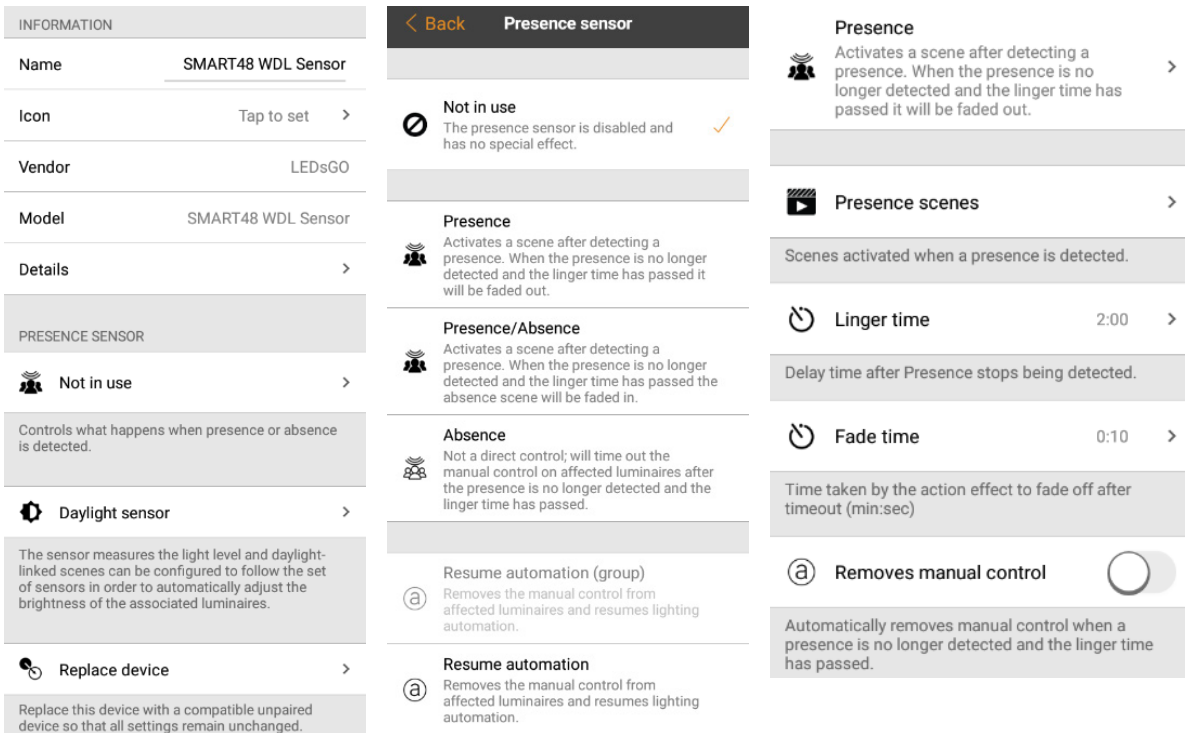 INFORMATION
Name SMART48 WDL Sensor
Icon Tap to set
Vendor LEDsGO
Model SMART48 WDL Sensor
Details
PRESENCE SENSOR
Not in use
Controls what happens when presence or absence
is detected.
Daylight sensor
The sensor measures the light level and daylight-
linked scenes can be configured to follow the set
of sensors in order to automatically adjust the
brightness of the associated luminaires.
Replace device
Replace this device with a compatible unpaired
device so that all settings remain unchanged.
Back Presence sensor
Not in use
The presence sensor is disabled and
has no special effect.
Presence
Activates a scene after detecting a
presence. When the presence is no longer
detected and the linger time has passed it
will be faded out.
Presence/Absence
Activates a scene after detecting a
presence. When the presence is no longer
detected and the linger time has passed the
absence scene will be faded in.
Absence
Not a direct control; will time out the
manual control on affected luminaires after
the presence is no longer detected and the
linger time has passed.
Resume automation (group)
Removes the manual control from
affected luminaires and resumes lighting
automation.
Resume automation
Removes the manual control from
affected luminaires and resumes lighting
automation.
Presence
Activates a scene after detecting a
presence. When the presence is no
longer detected and the linger time has
passed it will be faded out.
Presence scenes
Scenes activated when a presence is detected.
Linger time 2:00
Delay time after Presence stops being detected.
Fade time 0:10
Time taken by the action effect to fade off after
timeout (min:sec)
Removes manual control
Automatically removes manual control when a
presence is no longer detected and the linger time
has passed.